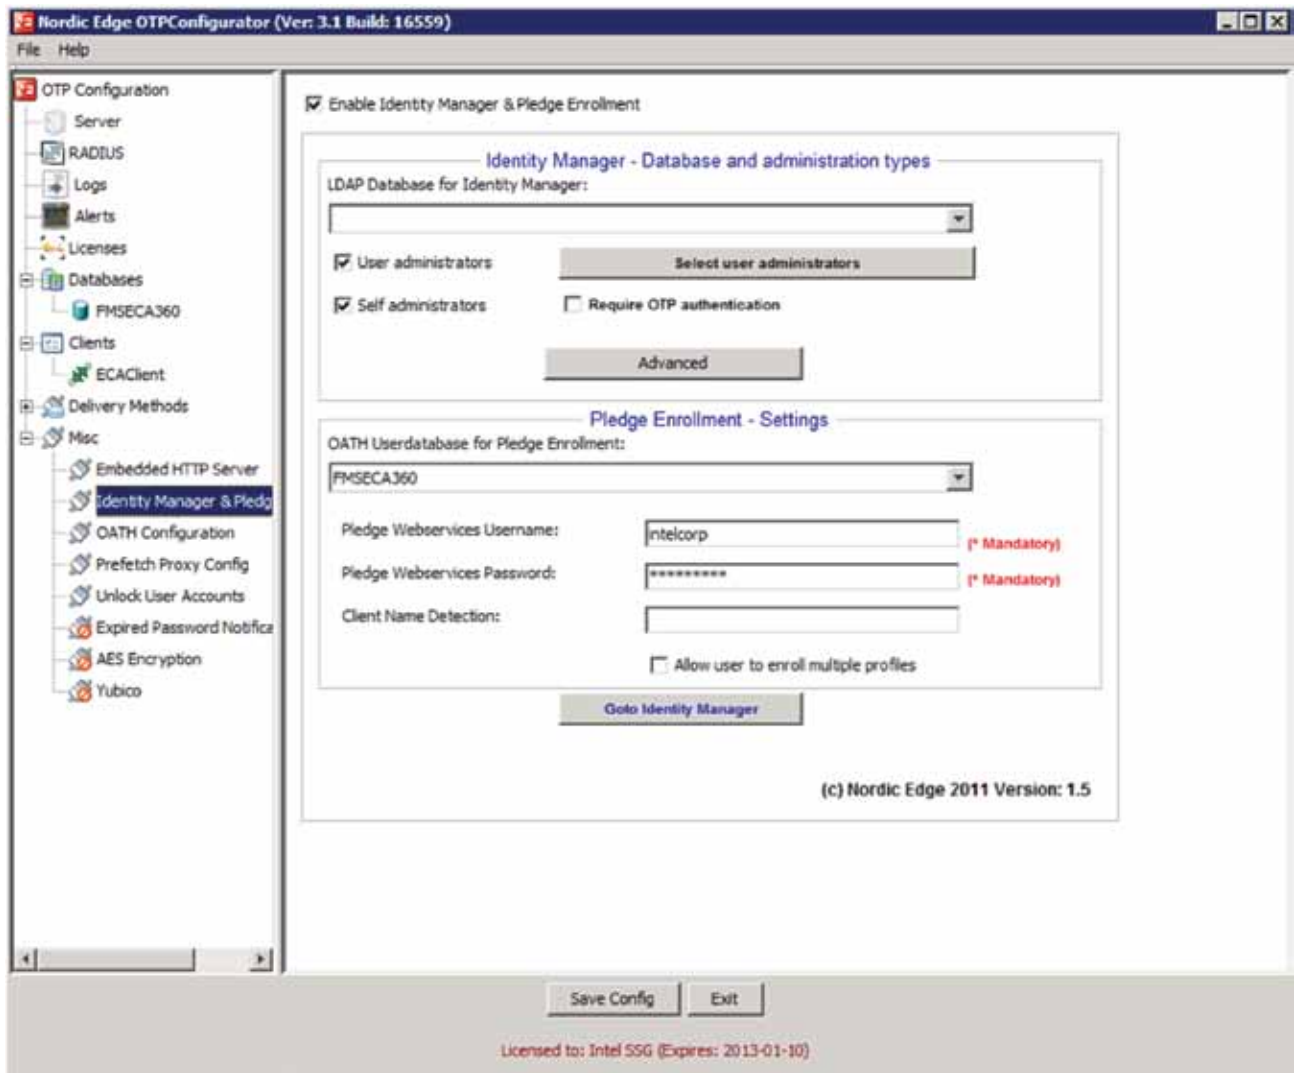 Nordic Edge OTPConfigurator (Ver: 3.1 Build: 16559)
File Help
OTP Configuration
Server
RADIUS
Logs
Alerts
Licenses
Databases
FMSECA360
Clients
ECAClient
Delivery Methods
Misc
Embedded HTTP Server
Identity Manager & Pledg
OATH Configuration
Prefetch Proxy Config
Unlock User Accounts
Expired Password Notifica
AES Encryption
Yubico
Enable Identity Manager & Pledge Enrollment
Identity Manager - Database and administration types
LDAP Database for Identity Manager:
User administrators
Select user administrators
Self administrators
Require OTP authentication
Advanced
Pledge Enrollment - Settings
OATH Userdatabase for Pledge Enrollment:
FMSECA360
Pledge Webservices Username:
intelcorp
(* Mandatory)
Pledge Webservices Password:
*********
(* Mandatory)
Client Name Detection:
Allow user to enroll multiple profiles
Goto Identity Manager
(c) Nordic Edge 2011 Version: 1.5
Save Config
Exit
Licensed to: Intel SSG (Expires: 2013-01-10)